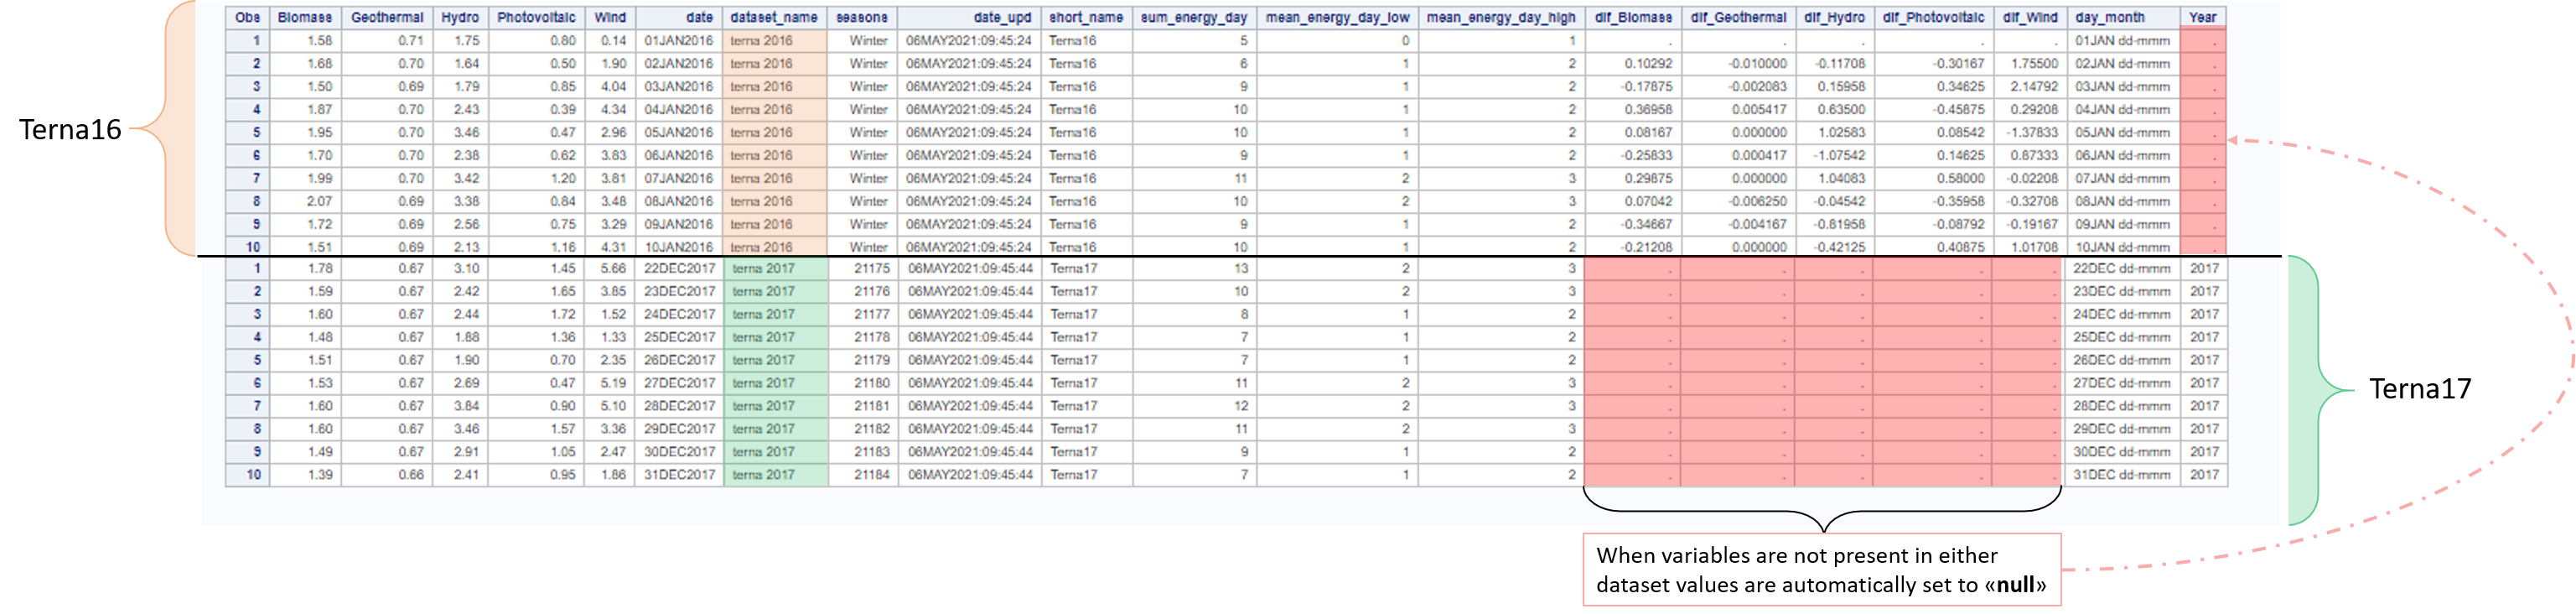 Obs Biomass Geothermal Hydro Photovoltaic Wind date dataset_name seasons date_upd short_name sum_energy_day mean_energy_day_low mean_energy_day_high dif_Biomass dif_Geothermal dif_Hydro dif_Photovoltaic dif_Wind day_month Year
1 1.58 0.71 1.75 0.80 0.14 01JAN2016 terna 2016 Winter 06MAY2021:09:45:24 Terna16 5 0 1 . . . . . 01JAN dd-mmm .
2 1.68 0.70 1.64 0.50 1.90 02JAN2016 terna 2016 Winter 06MAY2021:09:45:24 Terna16 6 1 2 0.10292 -0.010000 -0.11708 -0.30167 1.75500 02JAN dd-mmm .
3 1.50 0.69 1.79 0.85 4.04 03JAN2016 terna 2016 Winter 06MAY2021:09:45:24 Terna16 9 1 2 -0.17875 -0.002083 0.15958 0.34625 2.14792 03JAN dd-mmm .
4 1.87 0.70 2.43 0.39 4.34 04JAN2016 terna 2016 Winter 06MAY2021:09:45:24 Terna16 10 1 2 0.36958 0.005417 0.63500 -0.45875 0.29208 04JAN dd-mmm .
Terna16
5 1.95 0.70 3.46 0.47 2.96 05JAN2016 terna 2016 Winter 06MAY2021:09:45:24 Terna16 10 1 2 0.08167 0.000000 1.02583 0.08542 -1.37833 05JAN dd-mmm .
6 1.70 0.70 2.38 0.62 3.83 06JAN2016 terna 2016 Winter 06MAY2021:09:45:24 Terna16 9 1 2 -0.25833 0.000417 -1.07542 0.14625 0.87333 06JAN dd-mmm .
7 1.99 0.70 3.42 1.20 3.81 07JAN2016 terna 2016 Winter 06MAY2021:09:45:24 Terna16 11 2 3 0.29875 0.000000 1.04083 0.58000 -0.02208 07JAN dd-mmm .
8 2.07 0.69 3.38 0.84 3.48 08JAN2016 terna 2016 Winter 06MAY2021:09:45:24 Terna16 10 2 3 0.07042 -0.006250 -0.04542 -0.35958 -0.32708 08JAN dd-mmm .
9 1.72 0.69 2.56 0.75 3.29 09JAN2016 terna 2016 Winter 06MAY2021:09:45:24 Terna16 9 1 2 -0.34667 -0.004167 -0.81958 -0.08792 -0.19167 09JAN dd-mmm .
10 1.51 0.69 2.13 1.16 4.31 10JAN2016 terna 2016 Winter 06MAY2021:09:45:24 Terna16 10 1 2 -0.21208 0.000000 -0.42125 0.40875 1.01708 10JAN dd-mmm .
1 1.78 0.67 3.10 1.45 5.66 22DEC2017 terna 2017 21175 06MAY2021:09:45:44 Terna17 13 2 3 . . . . . 22DEC dd-mmm 2017
2 1.59 0.67 2.42 1.65 3.85 23DEC2017 terna 2017 21176 06MAY2021:09:45:44 Terna17 10 2 3 . . . . . 23DEC dd-mmm 2017
3 1.60 0.67 2.44 1.72 1.52 24DEC2017 terna 2017 21177 06MAY2021:09:45:44 Terna17 8 1 2 . . . . . 24DEC dd-mmm 2017
4 1.48 0.67 1.88 1.36 1.33 25DEC2017 terna 2017 21178 06MAY2021:09:45:44 Terna17 7 1 2 . . . . . 25DEC dd-mmm 2017
5 1.51 0.67 1.90 0.70 2.35 26DEC2017 terna 2017 21179 06MAY2021:09:45:44 Terna17 7 1 2 . . . . . 26DEC dd-mmm 2017
6 1.53 0.67 2.69 0.47 5.19 27DEC2017 terna 2017 21180 06MAY2021:09:45:44 Terna17 11 2 3 . . . . . 27DEC dd-mmm 2017
Terna17
7 1.60 0.67 3.84 0.90 5.10 28DEC2017 terna 2017 21181 06MAY2021:09:45:44 Terna17 12 2 3 . . . . . 28DEC dd-mmm 2017
8 1.60 0.67 3.46 1.57 3.36 29DEC2017 terna 2017 21182 06MAY2021:09:45:44 Terna17 11 2 3 . . . . . 29DEC dd-mmm 2017
9 1.49 0.67 2.91 1.05 2.47 30DEC2017 terna 2017 21183 06MAY2021:09:45:44 Terna17 9 1 2 . . . . . 30DEC dd-mmm 2017
10 1.39 0.66 2.41 0.95 1.86 31DEC2017 terna 2017 21184 06MAY2021:09:45:44 Terna17 7 1 2 . . . . . 31DEC dd-mmm 2017
When variables are not present in either
dataset values are automatically set to «null»